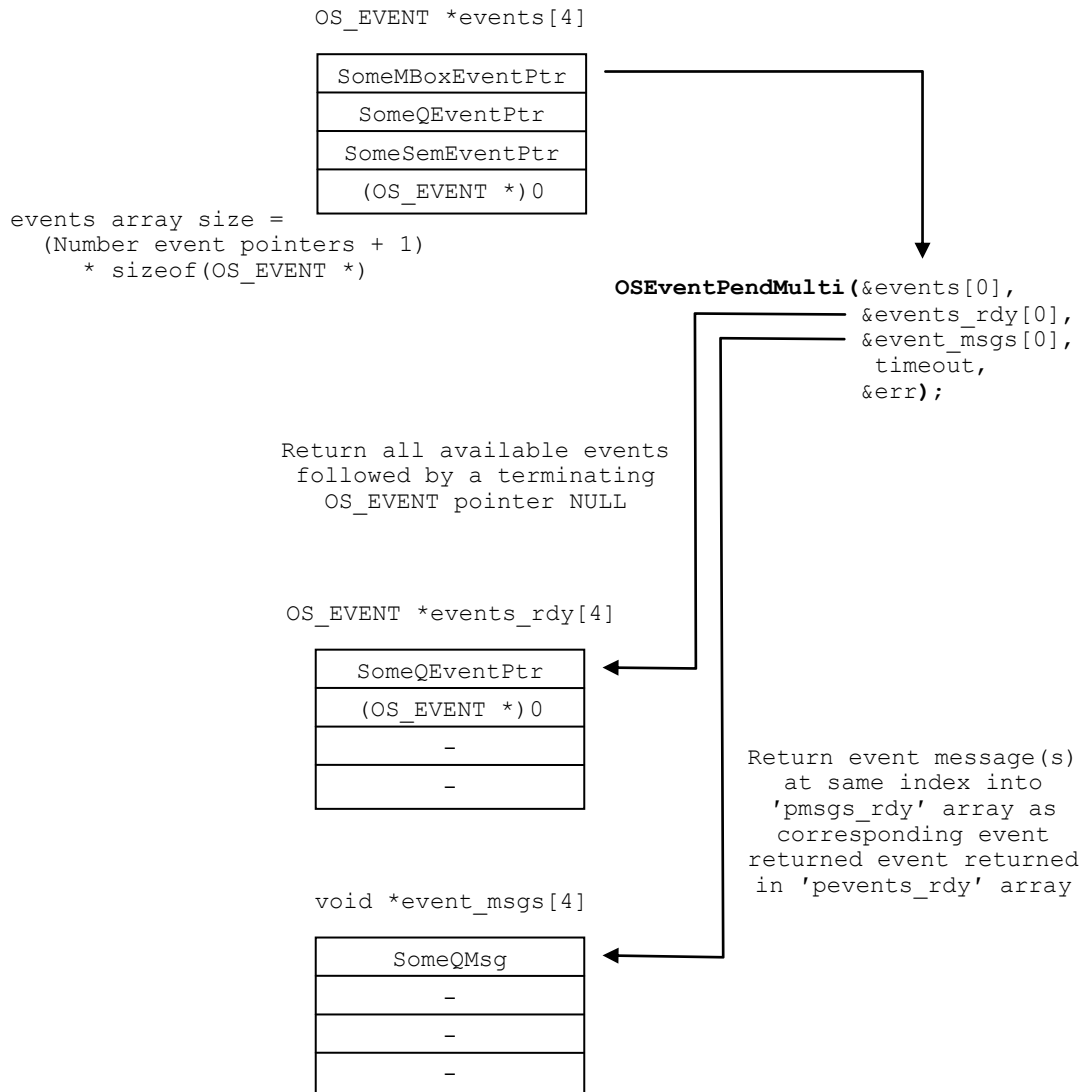 OS_EVENT *events[4]
SomeMBoxEventPtr
SomeQEventPtr
SomeSemEventPtr
(OS_EVENT *)0
events array size =
(Number event pointers + 1)
* sizeof(OS_EVENT *)
OSEventPendMulti(&events[0],
&events_rdy[0],
&event_msgs[0],
timeout,
&err);
Return all available events
followed by a terminating
OS_EVENT pointer NULL
OS_EVENT *events_rdy[4]
SomeQEventPtr
(OS_EVENT *)0
-
-
Return event message(s)
at same index into
'pmsgs_rdy' array as
corresponding event
returned event returned
in 'pevents_rdy' array
void *event_msgs[4]
SomeQMsg
-
-
-